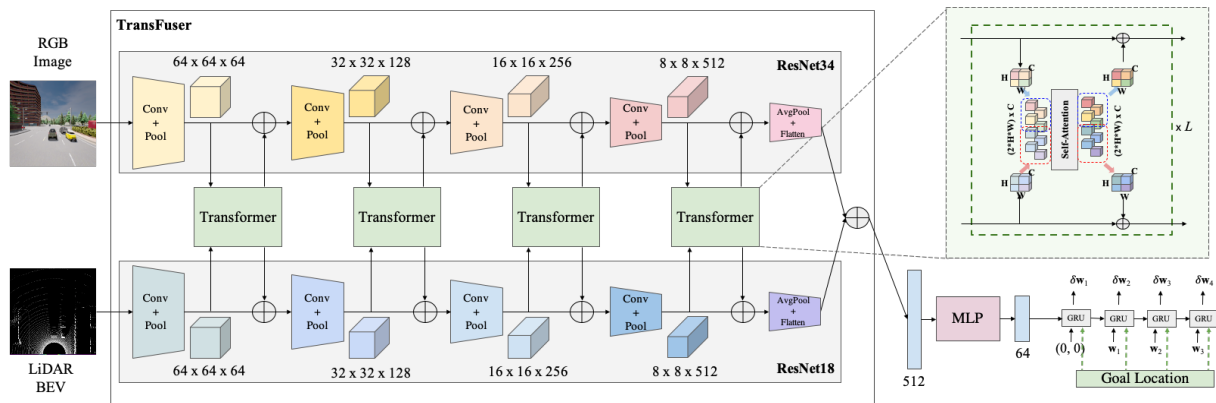 TransFuser
RGB
Image
64 x 64 x 64
32 x 32 x 128
16 x 16 x 256
8 x 8 x 512
ResNet34
Conv
+
Pool
Conv
+
Pool
Conv
+
Pool
Conv
+
Pool
AvgPool
+
Flatten
Transformer
Transformer
Transformer
Transformer
Conv
+
Pool
Conv
+
Pool
Conv
+
Pool
Conv
+
Pool
AvgPool
+
Flatten
LiDAR
BEV
64 x 64 x 64
32 x 32 x 128
16 x 16 x 256
8 x 8 x 512
ResNet18
H
C
W
H
C
W
(2*H*W) x C
Self-Attention
(2*H*W) x C
x L
H
C
W
H
C
W
512
MLP
64
δw₁
δw₂
δw₃
δw₄
GRU
GRU
GRU
GRU
(0, 0)
w₁
w₂
w₃
Goal Location